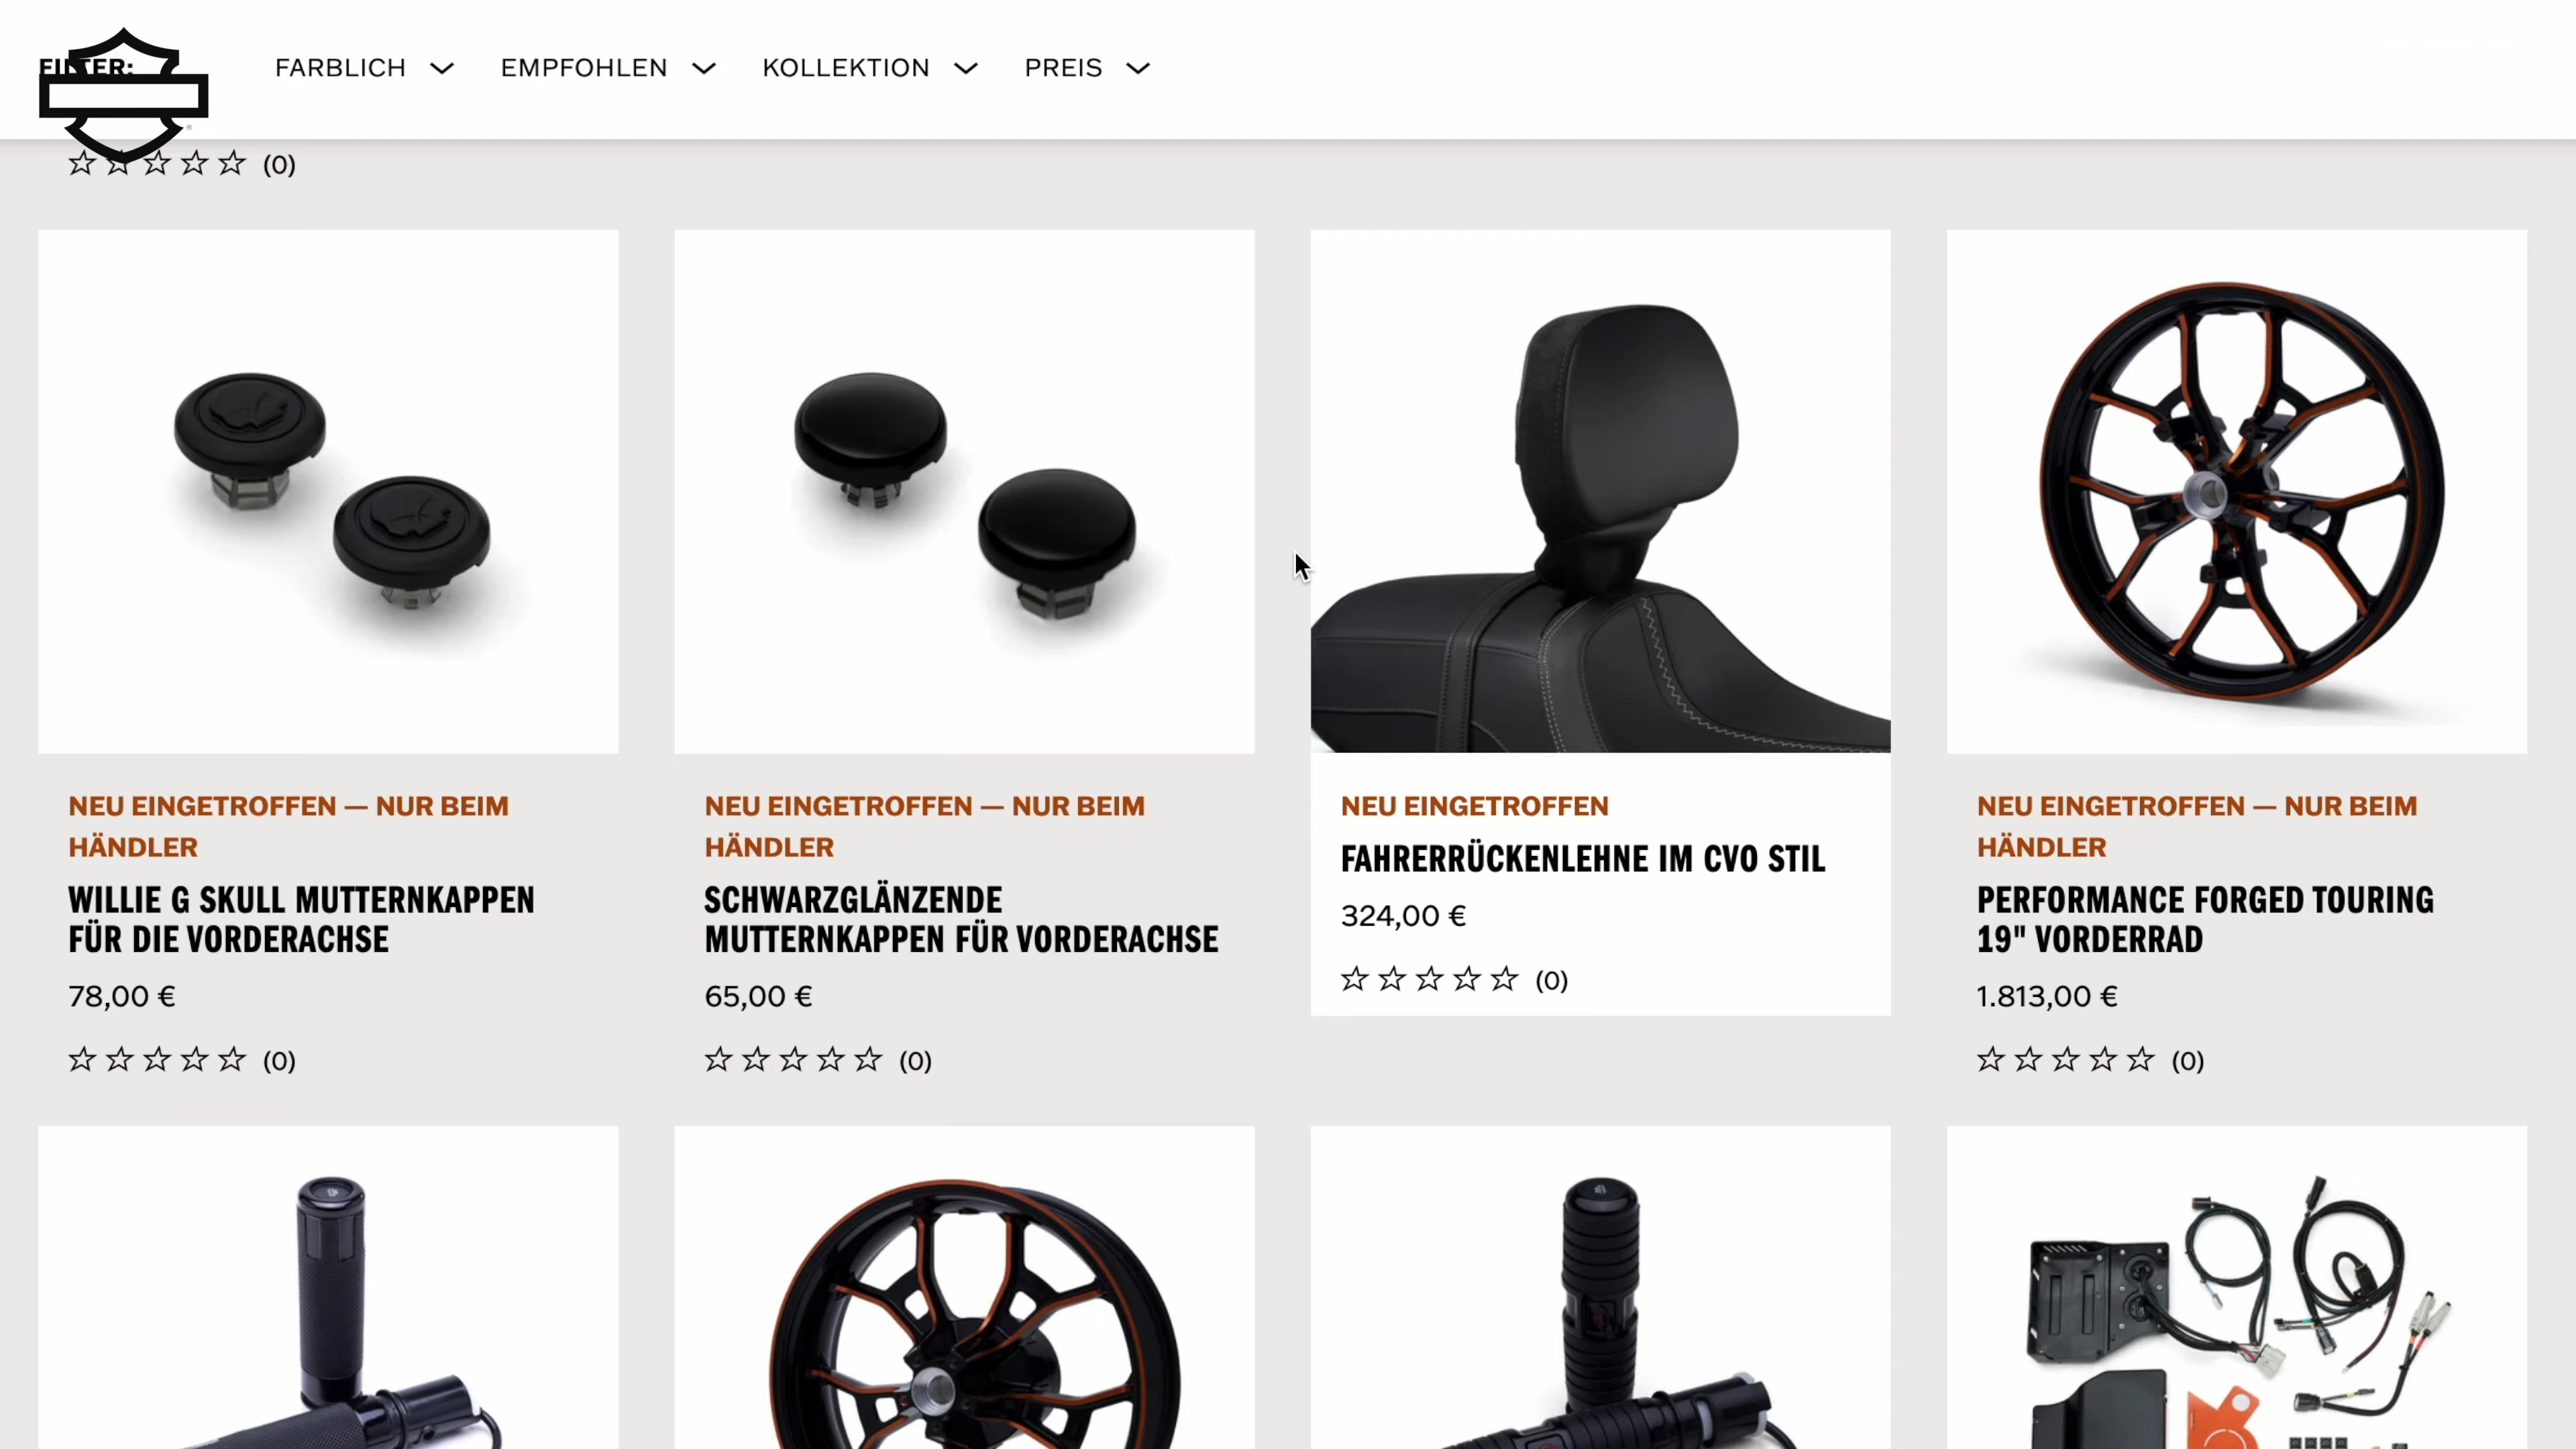 FILTER:
FARBLICH
EMPFOHLEN
KOLLEKTION
PREIS
(0)
NEU EINGETROFFEN — NUR BEIM
HÄNDLER
WILLIE G SKULL MUTTERNKAPPEN
FÜR DIE VORDERACHSE
78,00 €
(0)
NEU EINGETROFFEN — NUR BEIM
HÄNDLER
SCHWARZGLÄNZENDE
MUTTERNKAPPEN FÜR VORDERACHSE
65,00 €
(0)
NEU EINGETROFFEN
FAHRERRÜCKENLEHNE IM CVO STIL
324,00 €
(0)
NEU EINGETROFFEN — NUR BEIM
HÄNDLER
PERFORMANCE FORGED TOURING
19" VORDERRAD
1.813,00 €
(0)